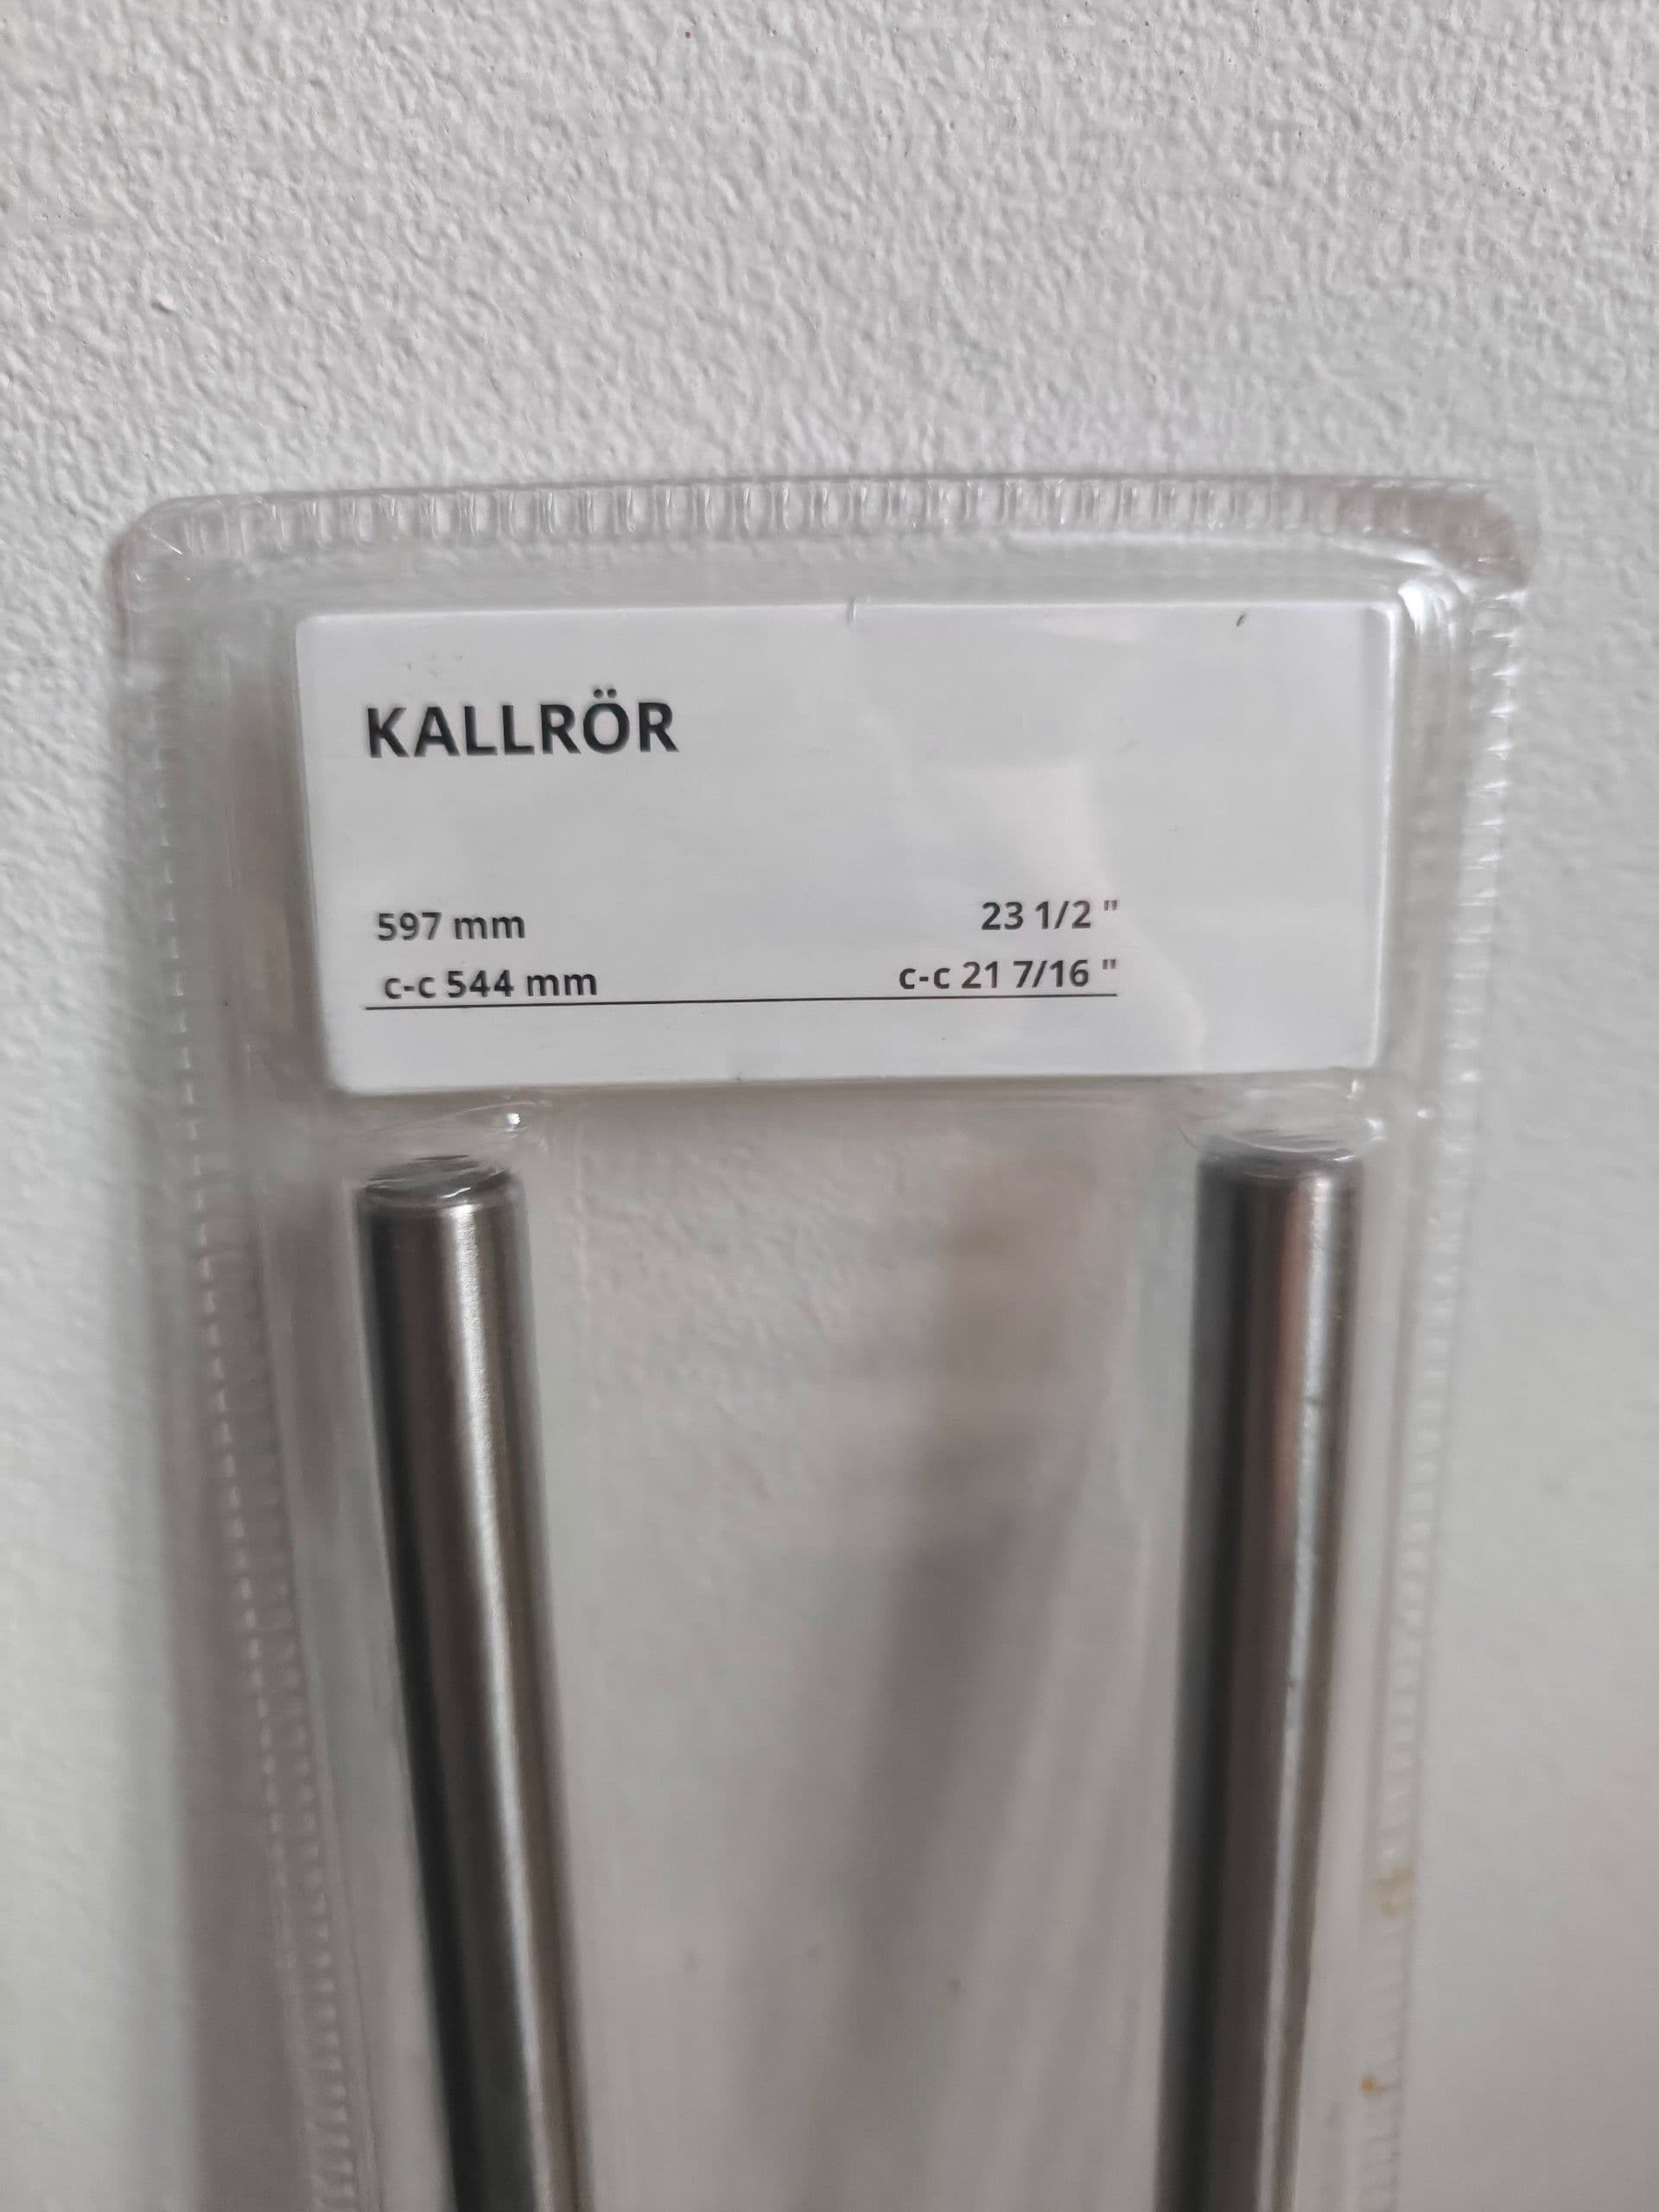 KALLRÖR
597 mm 23 1/2 "
c-c 544 mm c-c 21 7/16 "